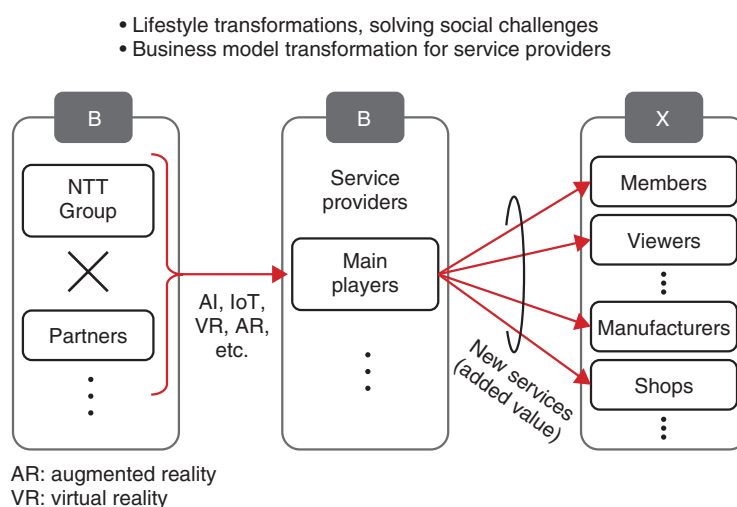 • Lifestyle transformations, solving social challenges
• Business model transformation for service providers
B
NTT
Group
Partners
AI, IoT,
VR, AR,
etc.
B
Service
providers
Main
players
New services
(added value)
X
Members
Viewers
Manufacturers
Shops
AR: augmented reality
VR: virtual reality